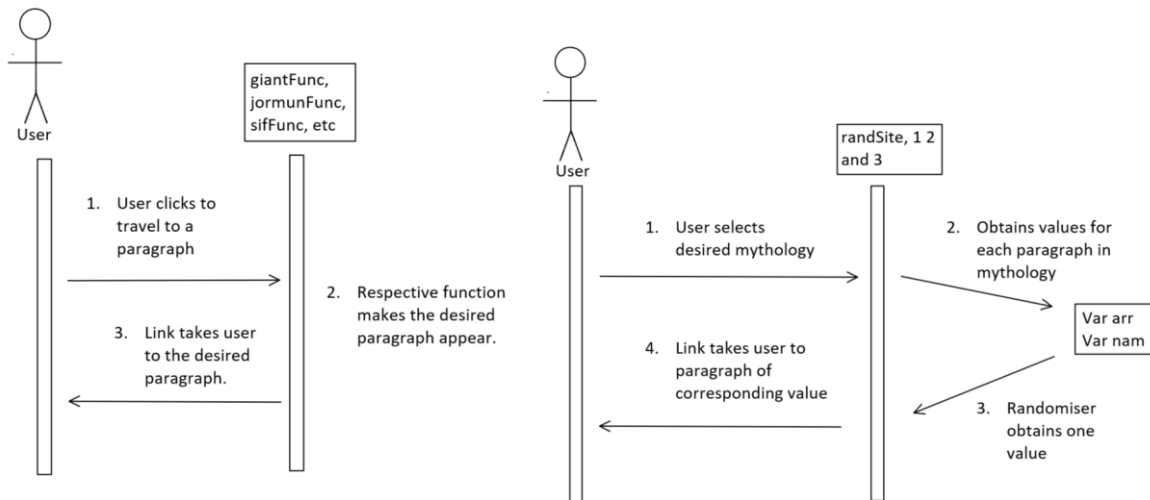 giantFunc,
jormunFunc,
sifFunc, etc
User
1. User clicks to
travel to a
paragraph
2. Respective function
makes the desired
paragraph appear.
3. Link takes user
to the desired
paragraph.
randSite, 1 2
and 3
User
1. User selects
desired mythology
2. Obtains values for
each paragraph in
mythology
Var arr
Var nam
4. Link takes user to
paragraph of
corresponding value
3. Randomiser
obtains one
value